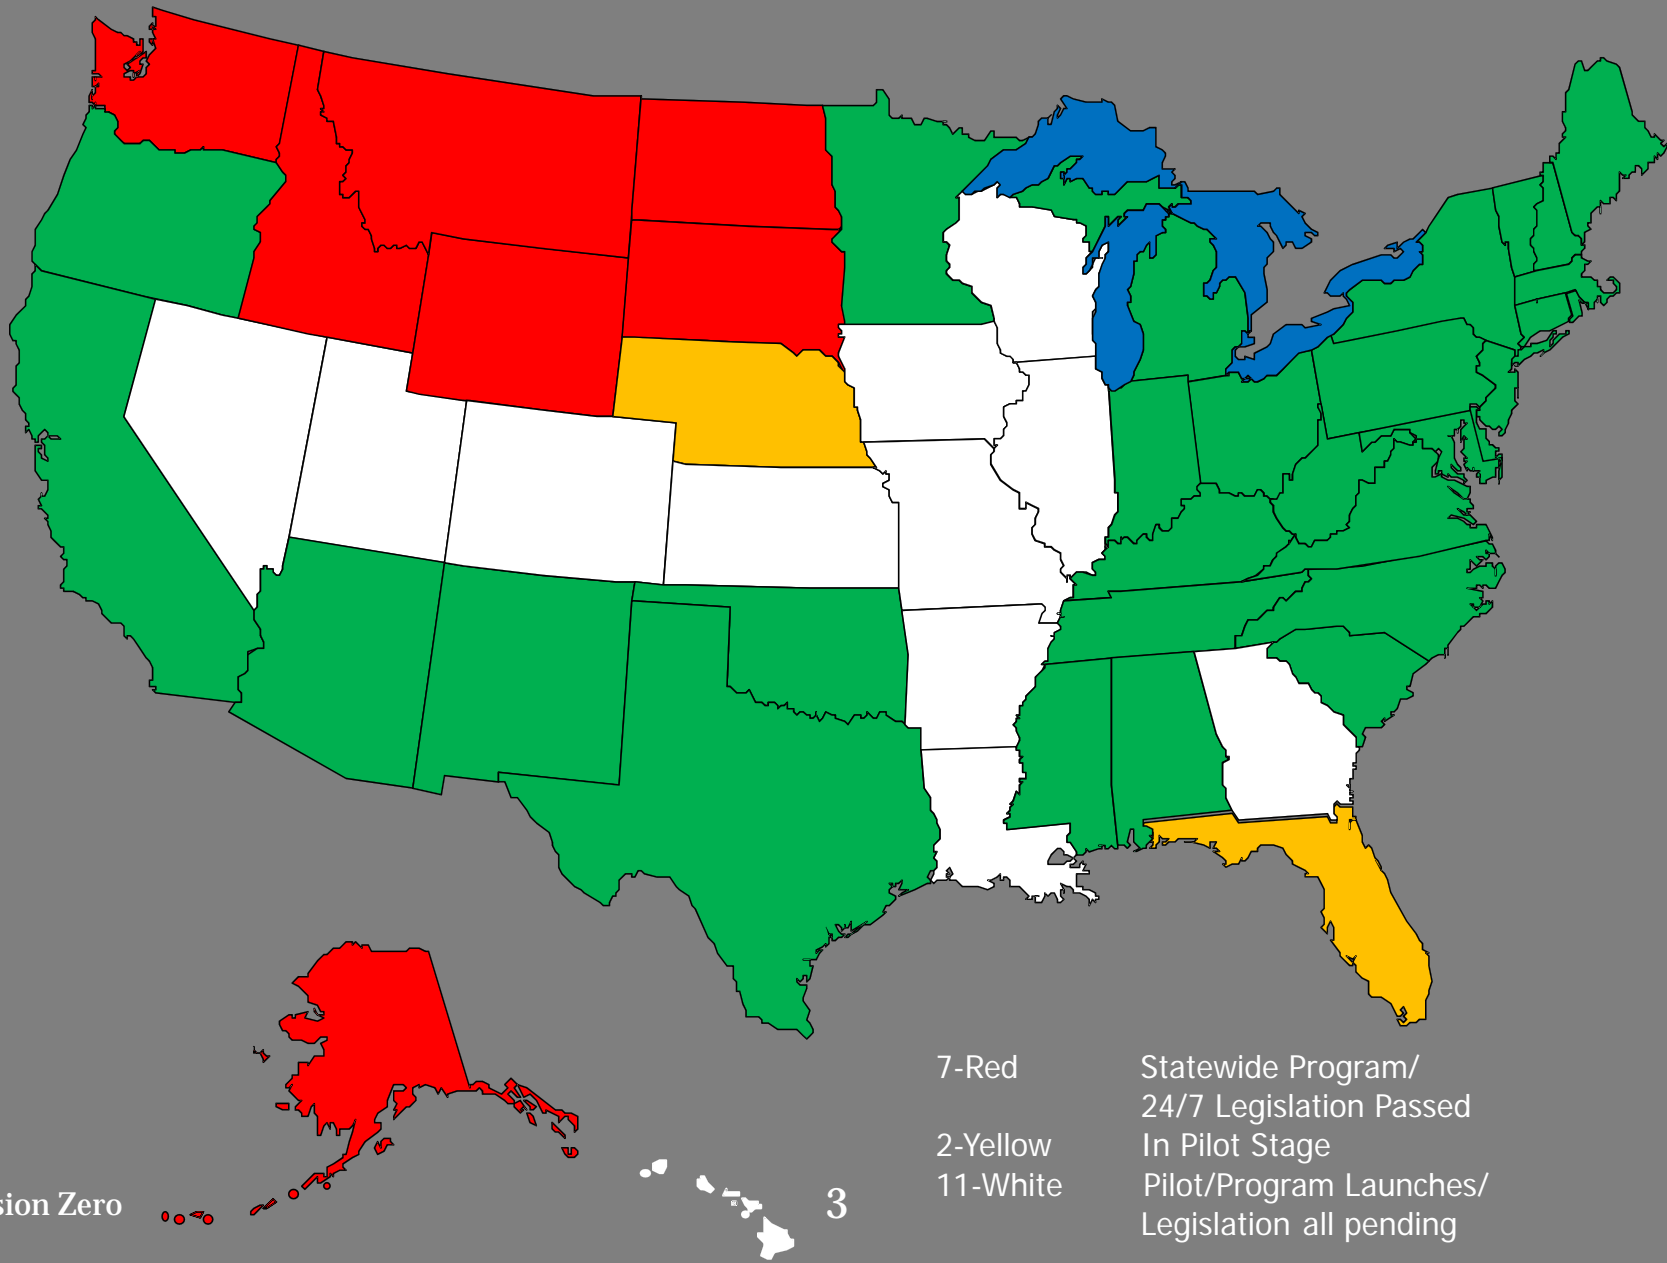 7-Red Statewide Program/
24/7 Legislation Passed
2-Yellow In Pilot Stage
11-White Pilot/Program Launches/
Legislation all pending
sion Zero 3